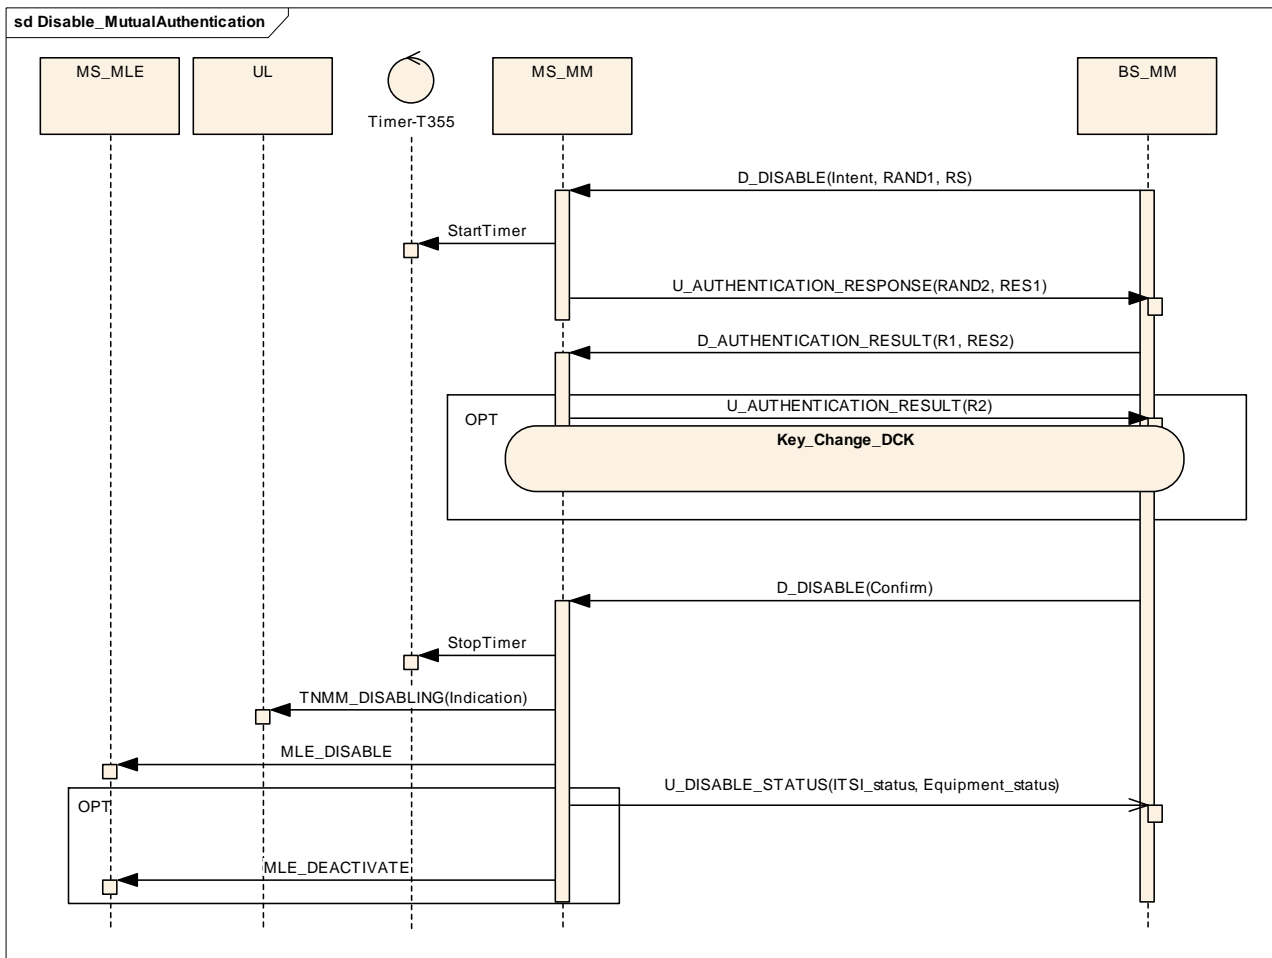 sd Disable_MutualAuthentication
MS_MLE
UL
Timer-T355
MS_MM
BS_MM
D_DISABLE(Intent, RAND1, RS)
StartTimer
U_AUTHENTICATION_RESPONSE(RAND2, RES1)
D_AUTHENTICATION_RESULT(R1, RES2)
OPT
U_AUTHENTICATION_RESULT(R2)
Key_Change_DCK
D_DISABLE(Confirm)
StopTimer
TNMM_DISABLING(Indication)
MLE_DISABLE
U_DISABLE_STATUS(ITSI_status, Equipment_status)
OPT
MLE_DEACTIVATE